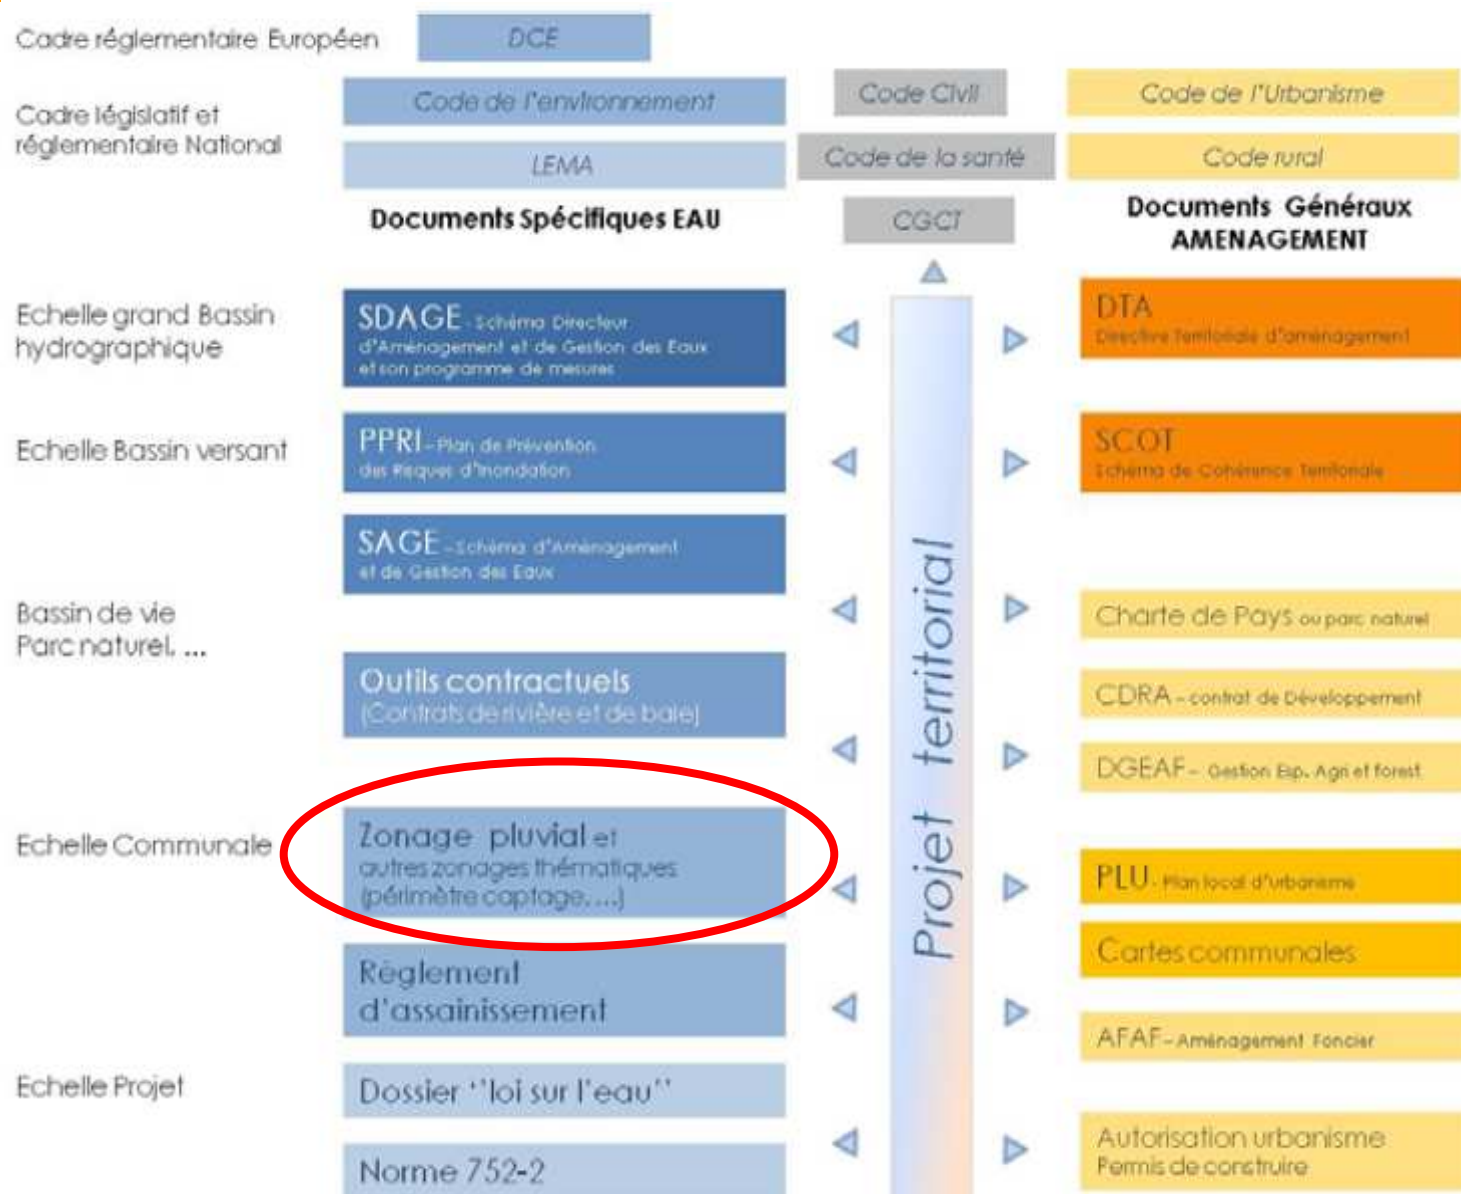 Cadre réglementaire Européen
DCE
Cadre législatif et
réglementaire National
Code de l'environnement
Code Civil
Code de l'Urbanisme
LEMA
Code de la santé
Code rural
Documents Spécifiques EAU
CGCT
Documents Généraux
AMENAGEMENT
Echelle grand Bassin
hydrographique
SDAGE - Schéma Directeur
d'Aménagement et de Gestion des Eaux
et son programme de mesures
DTA
Directive Territoriale d'aménagement
Echelle Bassin versant
PPRI - Plan de Prévention
des Risques d'Inondation
SCOT
Schéma de Cohérence Territoriale
SAGE - Schéma d'Aménagement
et de Gestion des Eaux
Projet territorial
Bassin de vie
Parc naturel, ...
Charte de Pays ou parc naturel
Outils contractuels
(Contrats de rivière et de baie)
CDRA - contrat de Développement
DGEAF - Gestion Esp. Agri et forest
Echelle Communale
Zonage pluvial et
autres zonages thématiques
(périmètre captage, ...)
PLU - Plan local d'urbanisme
Cartes communales
Règlement
d'assainissement
AFAF - Aménagement Foncier
Echelle Projet
Dossier ''loi sur l'eau''
Norme 752-2
Autorisation urbanisme
Permis de construire